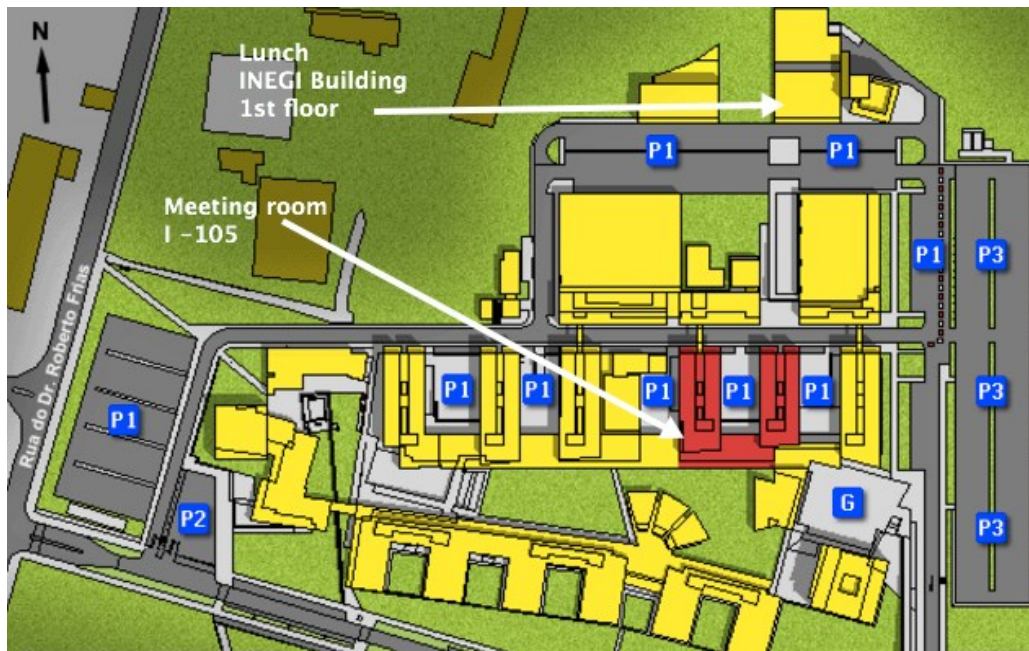 N
Lunch
INEGI Building
1st floor
P1
P1
Meeting room
I -105
P1
P3
Rua do Dr. Roberto Frias
P1
P1
P1
P1
P1
P3
P1
P2
G
P3